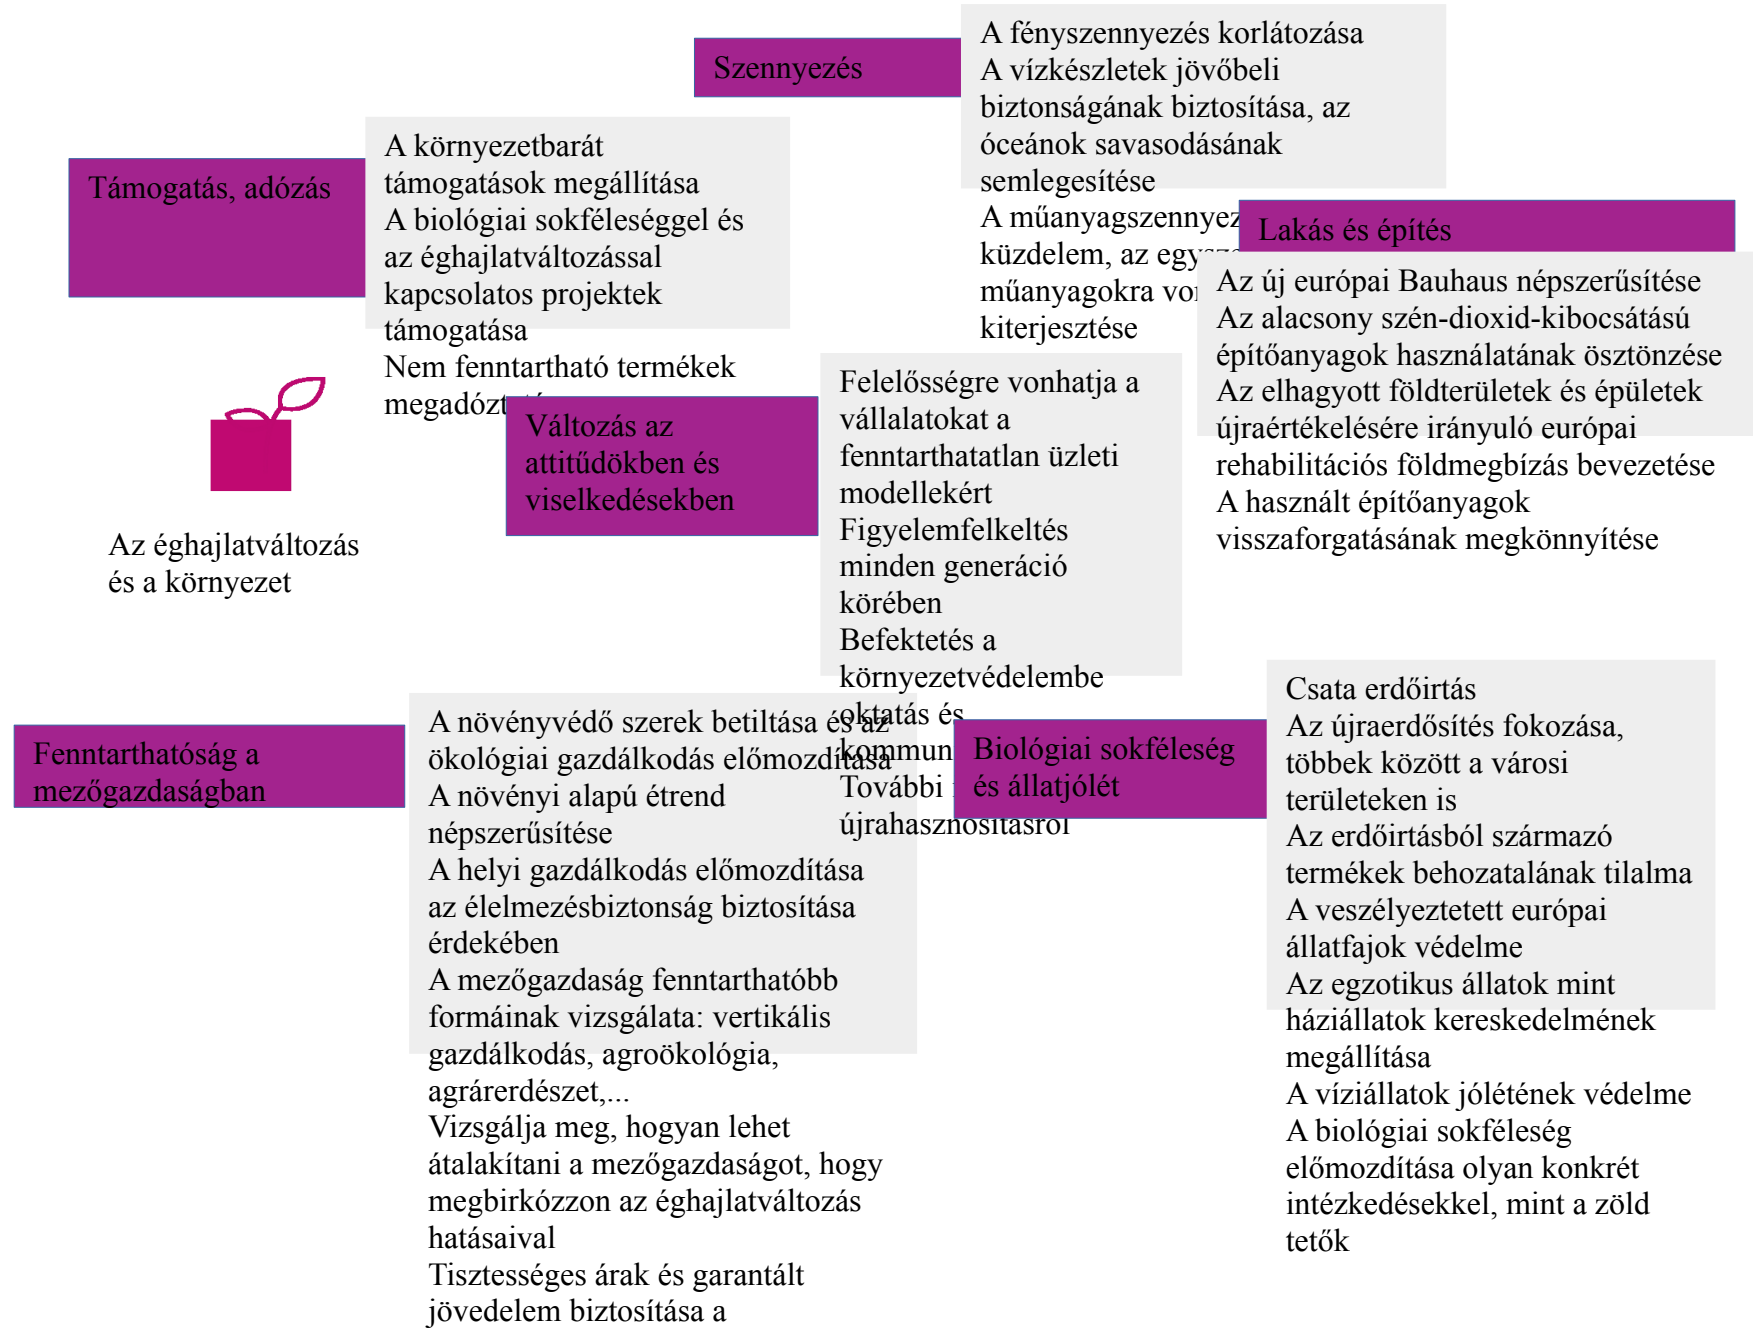 Szennyezés
A fényszennyezés korlátozása
A vízkészletek jövőbeli
biztonságának biztosítása, az
óceánok savasodásának
semlegesítése
A műanyagszennyez
küzdelem, az
műanyagokra
kiterjesztése
Támogatás, adózás
A környezetbarát
támogatások megállítása
A biológiai sokféleséggel és
az éghajlatváltozással
kapcsolatos projektek
támogatása
Nem fenntartható termékek
Lakás és építés
Az új európai Bauhaus népszerűsítése
Az alacsony szén-dioxid-kibocsátású
építőanyagok használatának ösztönzése
Az elhagyott földterületek és épületek
újraértékelésére irányuló európai
rehabilitációs földmegbízás bevezetése
A használt építőanyagok
visszaforgatásának megkönnyítése
Változás az
attitűdökben és
viselkedésekben
Felelősségre vonhatja a
vállalatokat a
fenntarthatatlan üzleti
modellekért
Figyelemfelkeltés
minden generáció
körében
Befektetés a
környezetvédelembe
oktatás és
kommun
További
újrahasznosításról
Az éghajlatváltozás
és a környezet
Fenntarthatóság a
mezőgazdaságban
A növényvédő szerek betiltása és az
ökológiai gazdálkodás előmozdítása
A növényi alapú étrend
népszerűsítése
A helyi gazdálkodás előmozdítása
az élelmezésbiztonság biztosítása
érdekében
A mezőgazdaság fenntarthatóbb
formáinak vizsgálata: vertikális
gazdálkodás, agroökológia,
agrárerdészet,...
Vizsgálja meg, hogyan lehet
átalakítani a mezőgazdaságot, hogy
megbirkózzon az éghajlatváltozás
hatásaival
Tisztességes árak és garantált
jövedelem biztosítása a
Biológiai sokféleség
és állatjólét
Csata erdőirtás
Az újraerdősítés fokozása,
többek között a városi
területeken is
Az erdőirtásból származó
termékek behozatalának tilalma
A veszélyeztetett európai
állatfajok védelme
Az egzotikus állatok mint
háziállatok kereskedelmének
megállítása
A víziállatok jólétének védelme
A biológiai sokféleség
előmozdítása olyan konkrét
intézkedésekkel, mint a zöld
tetők